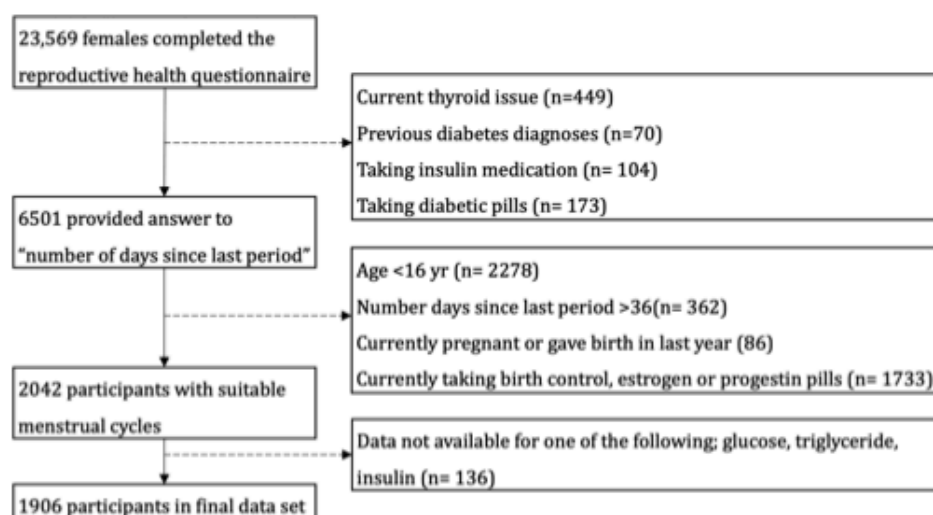 23,569 females completed the
reproductive health questionnaire
Current thyroid issue (n=449)
Previous diabetes diagnoses (n=70)
Taking insulin medication (n= 104)
Taking diabetic pills (n= 173)
6501 provided answer to
“number of days since last period”
Age <16 yr (n= 2278)
Number days since last period >36(n= 362)
Currently pregnant or gave birth in last year (86)
Currently taking birth control, estrogen or progestin pills (n= 1733)
2042 participants with suitable
menstrual cycles
Data not available for one of the following; glucose, triglyceride,
insulin (n= 136)
1906 participants in final data set